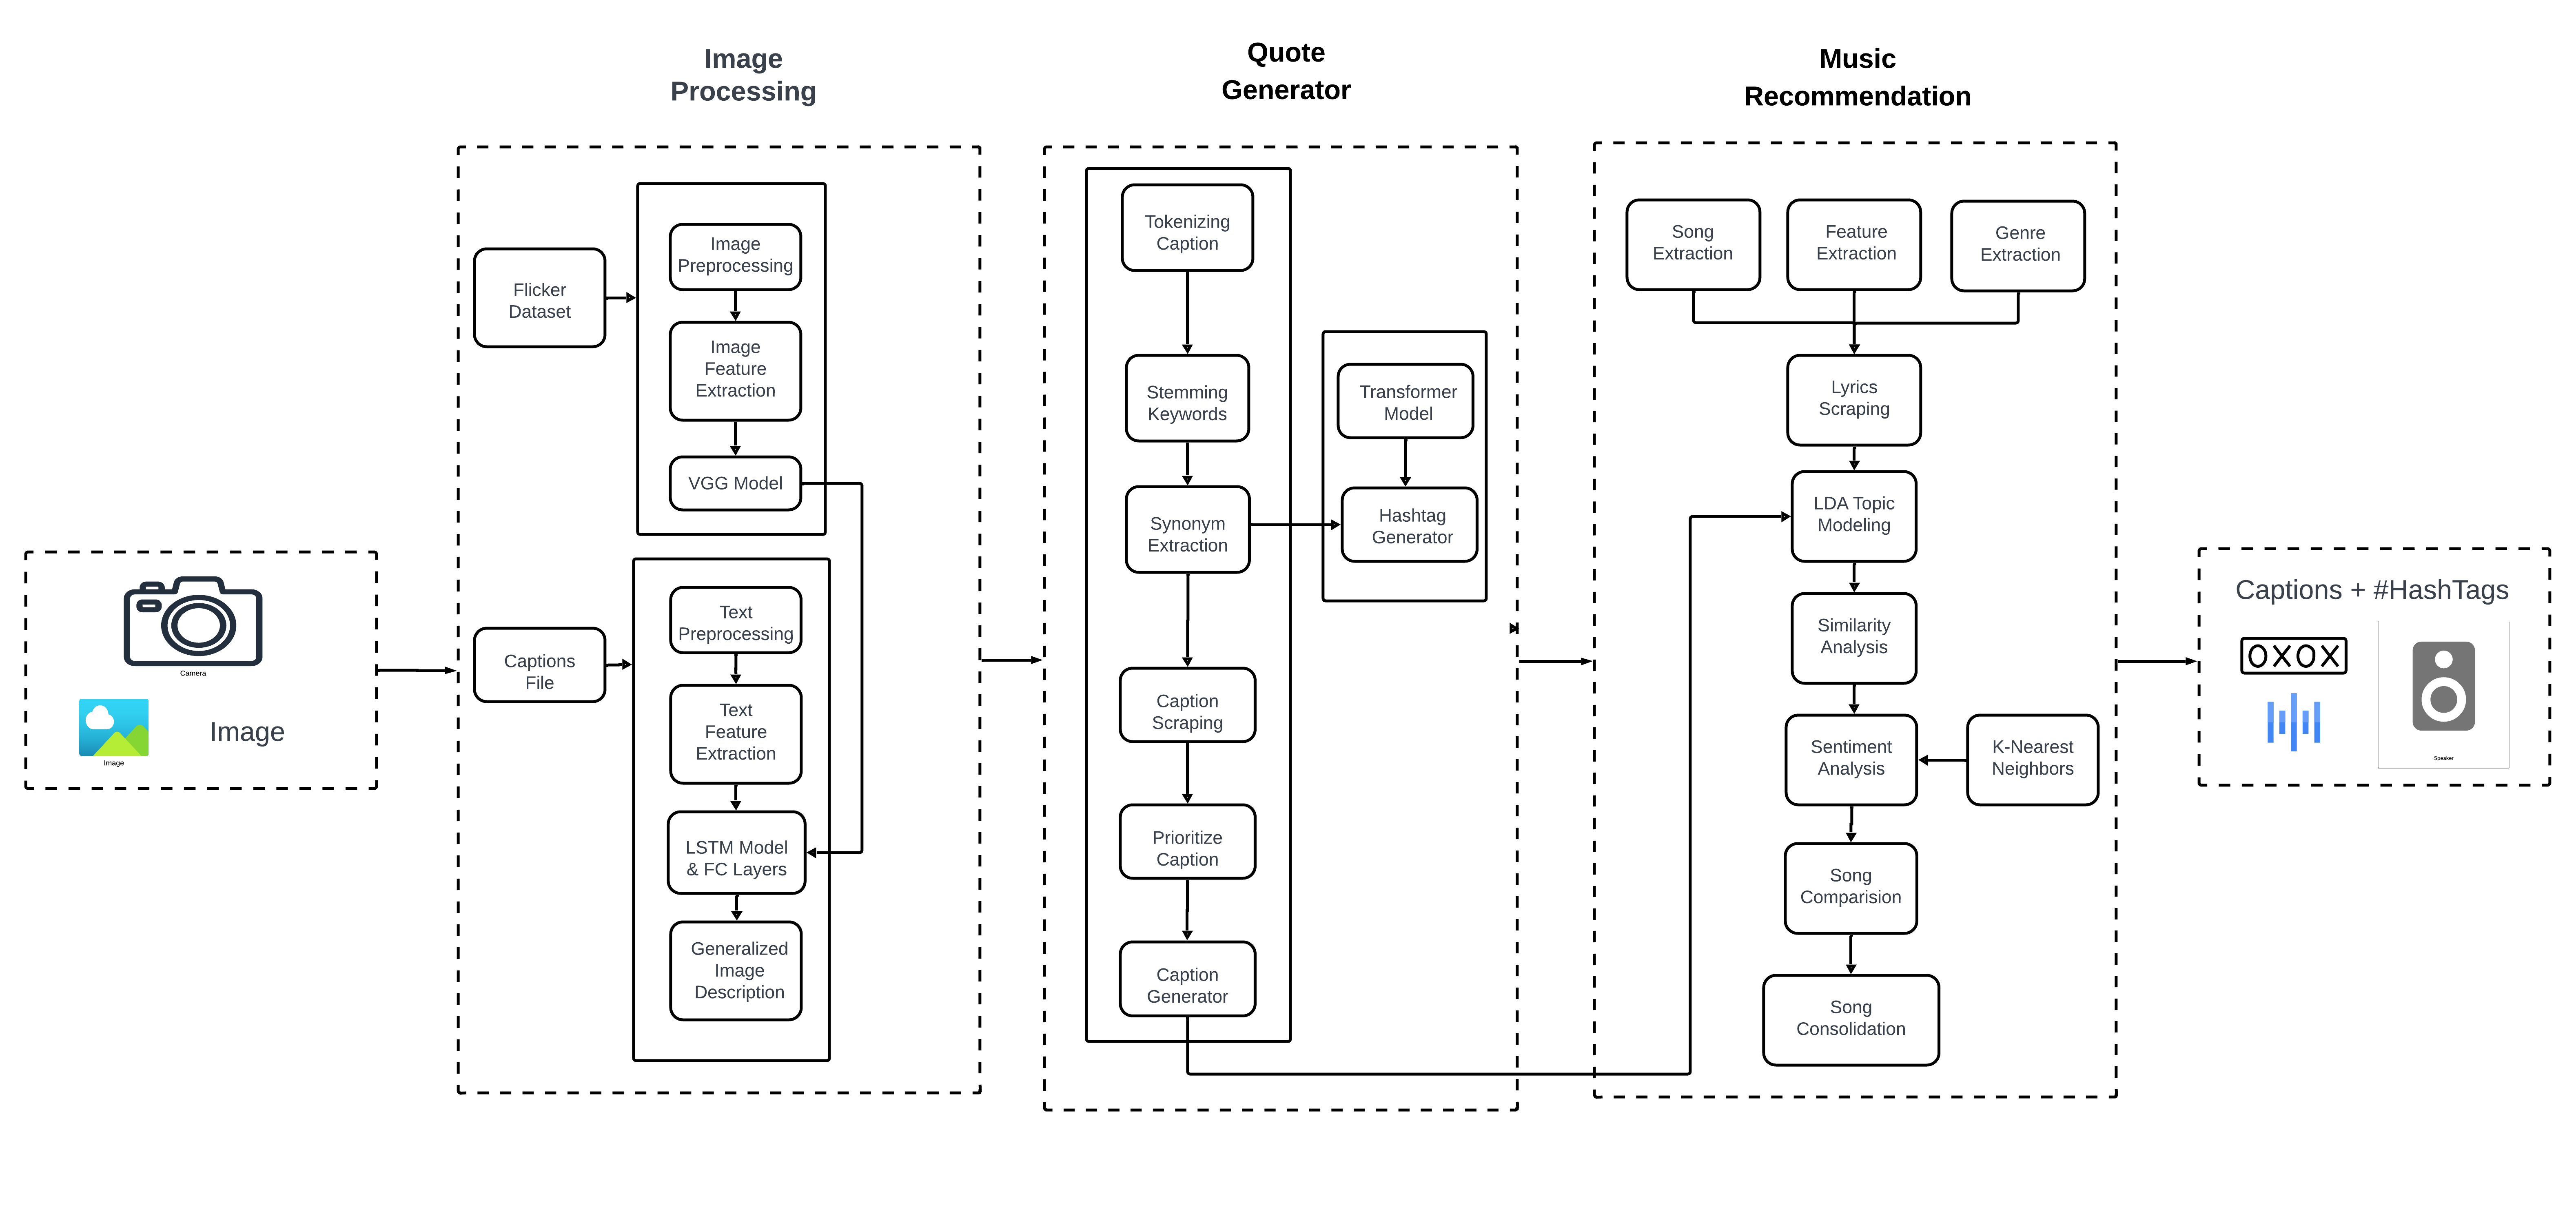 Image
Processing
Quote
Generator
Music
Recommendation
Camera
Image
Image
Flicker
Dataset
Image
Preprocessing
Image
Feature
Extraction
VGG Model
Captions
File
Text
Preprocessing
Text
Feature
Extraction
LSTM Model
& FC Layers
Generalized
Image
Description
Tokenizing
Caption
Stemming
Keywords
Synonym
Extraction
Caption
Scraping
Prioritize
Caption
Caption
Generator
Transformer
Model
Hashtag
Generator
Song
Extraction
Feature
Extraction
Genre
Extraction
Lyrics
Scraping
LDA Topic
Modeling
Similarity
Analysis
Sentiment
Analysis
K-Nearest
Neighbors
Song
Comparision
Song
Consolidation
Captions + #HashTags
OXOX
Speaker